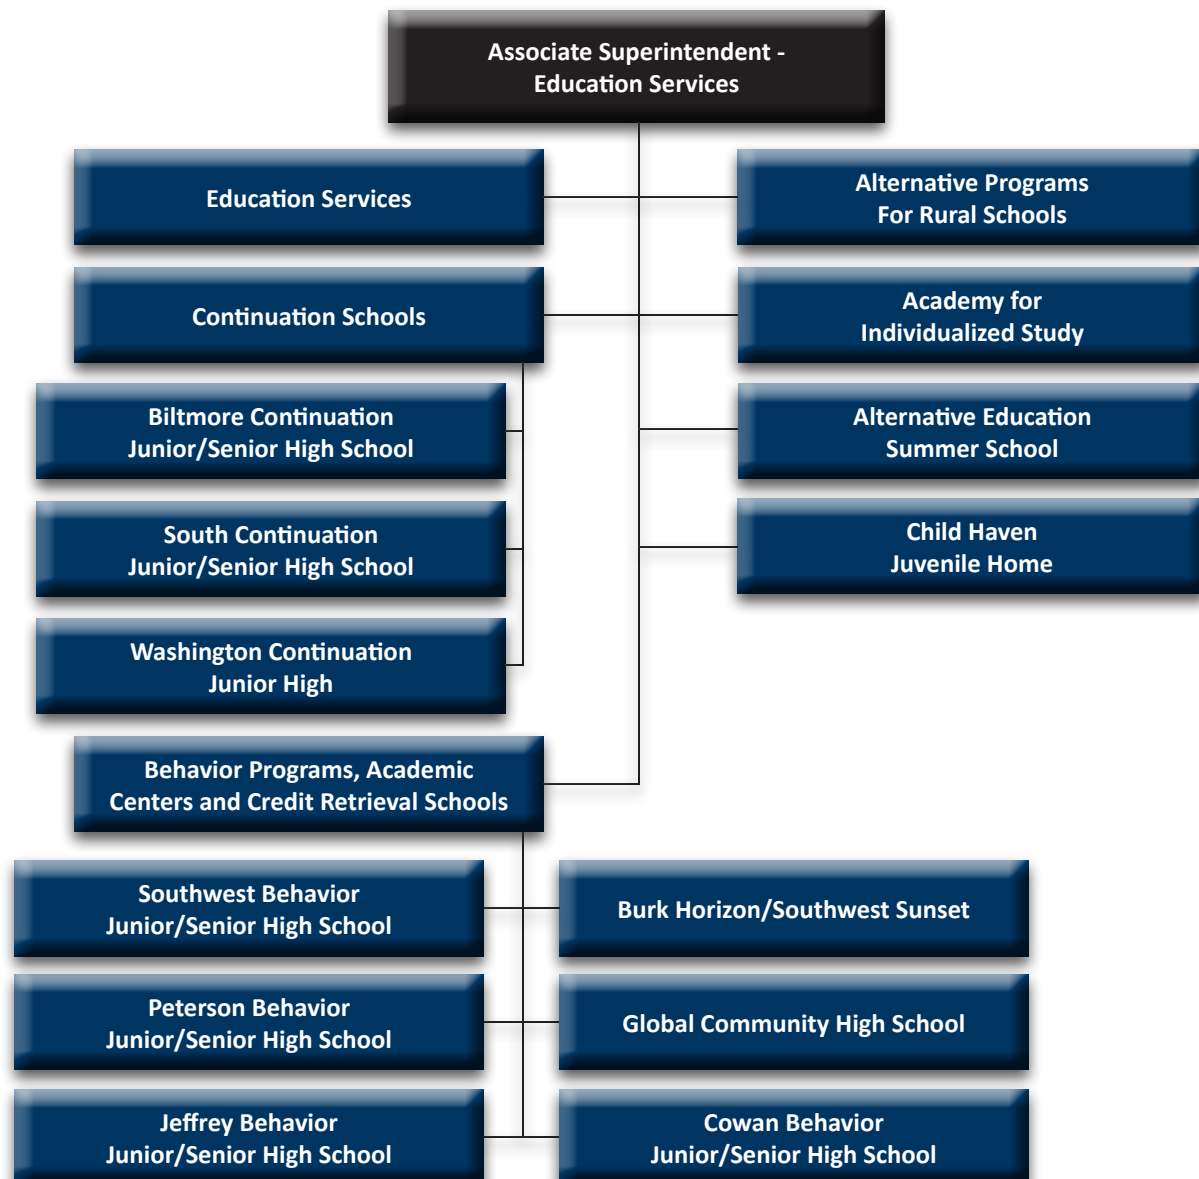 Associate Superintendent -
Education Services
Education Services
Alternative Programs
For Rural Schools
Continuation Schools
Academy for
Individualized Study
Biltmore Continuation
Junior/Senior High School
Alternative Education
Summer School
South Continuation
Junior/Senior High School
Child Haven
Juvenile Home
Washington Continuation
Junior High
Behavior Programs, Academic
Centers and Credit Retrieval Schools
Southwest Behavior
Junior/Senior High School
Burk Horizon/Southwest Sunset
Peterson Behavior
Junior/Senior High School
Global Community High School
Jeffrey Behavior
Junior/Senior High School
Cowan Behavior
Junior/Senior High School